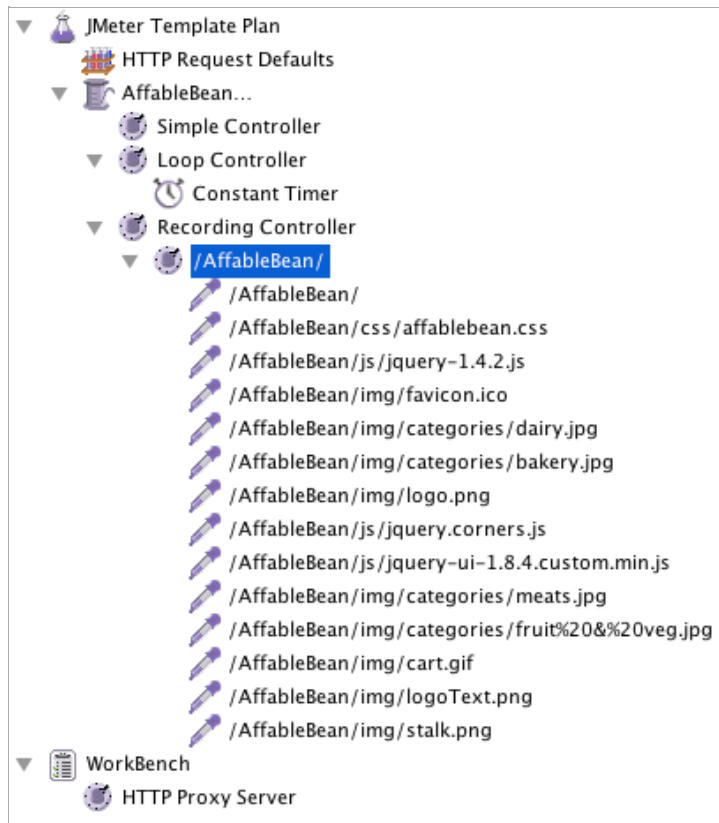 JMeter Template Plan
HTTP Request Defaults
AffableBean...
Simple Controller
Loop Controller
Constant Timer
Recording Controller
/AffableBean/
/AffableBean/
/AffableBean/css/affablebean.css
/AffableBean/js/jquery-1.4.2.js
/AffableBean/img/favicon.ico
/AffableBean/img/categories/dairy.jpg
/AffableBean/img/categories/bakery.jpg
/AffableBean/img/logo.png
/AffableBean/js/jquery.corners.js
/AffableBean/js/jquery-ui-1.8.4.custom.min.js
/AffableBean/img/categories/meats.jpg
/AffableBean/img/categories/fruit%20&%20veg.jpg
/AffableBean/img/cart.gif
/AffableBean/img/logoText.png
/AffableBean/img/stalk.png
WorkBench
HTTP Proxy Server